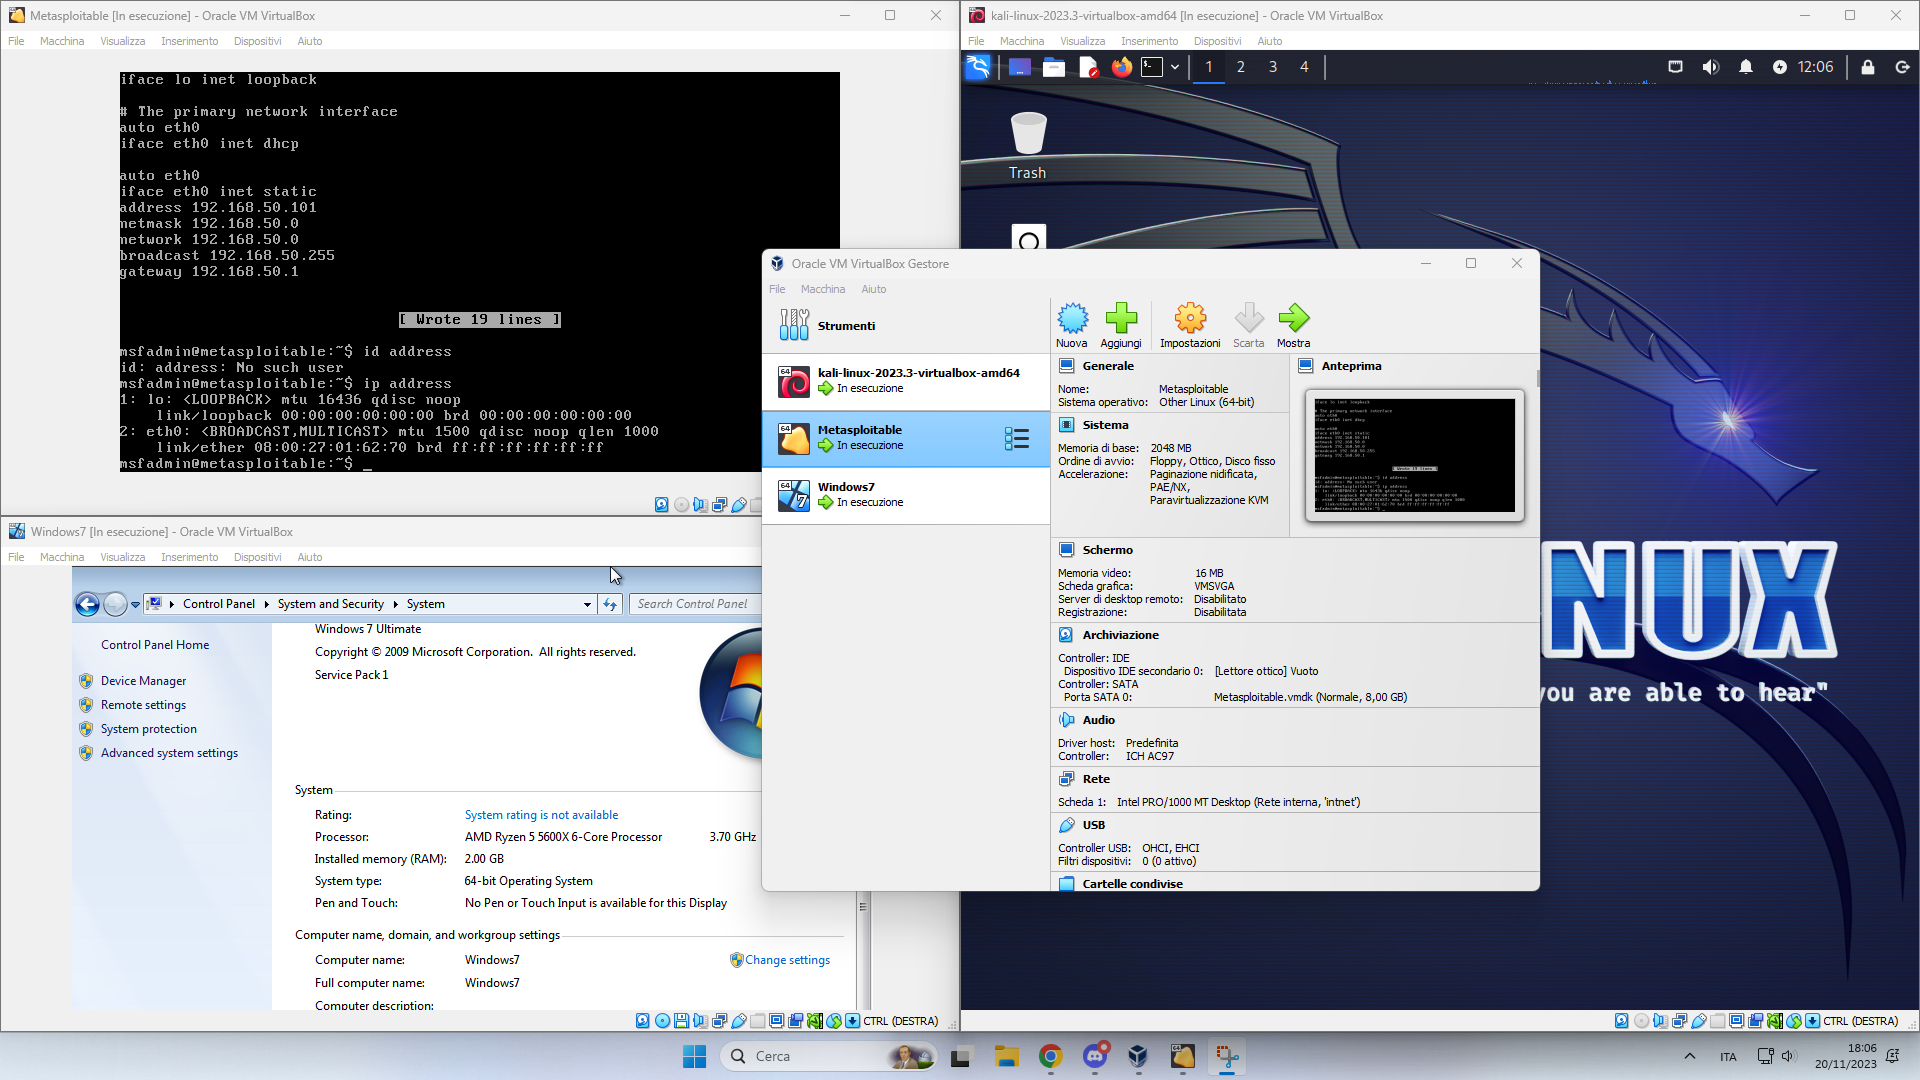 Metasploitable [In esecuzione] - Oracle VM VirtualBox
File Macchina Visualizza Inserimento Dispositivi Aiuto
iface lo inet loopback
# The primary network interface
auto eth0
iface eth0 inet dhcp
auto eth0
iface eth0 inet static
address 192.168.50.101
netmask 192.168.50.0
network 192.168.50.0
broadcast 192.168.50.255
gateway 192.168.50.1
[ Wrote 19 lines ]
msfadmin@metasploitable:~$ id address
id: address: No such user
msfadmin@metasploitable:~$ ip address
1: lo: <LOOPBACK> mtu 16436 qdisc noop
link/loopback 00:00:00:00:00:00 brd 00:00:00:00:00:00
2: eth0: <BROADCAST,MULTICAST> mtu 1500 qdisc noop qlen 1000
link/ether 08:00:27:01:62:70 brd ff:ff:ff:ff:ff:ff
msfadmin@metasploitable:~$ _
kali-linux-2023.3-virtualbox-amd64 [In esecuzione] - Oracle VM VirtualBox
File Macchina Visualizza Inserimento Dispositivi Aiuto
1 2 3 4
12:06
Trash
NUX
you are able to hear"
CTRL (DESTRA)
Windows7 [In esecuzione] - Oracle VM VirtualBox
File Macchina Visualizza Inserimento Dispositivi Aiuto
Control Panel System and Security System
Search Control Panel
Control Panel Home
Device Manager
Remote settings
System protection
Advanced system settings
Windows 7 Ultimate
Copyright © 2009 Microsoft Corporation. All rights reserved.
Service Pack 1
System
Rating: System rating is not available
Processor: AMD Ryzen 5 5600X 6-Core Processor 3.70 GHz
Installed memory (RAM): 2.00 GB
System type: 64-bit Operating System
Pen and Touch: No Pen or Touch Input is available for this Display
Computer name, domain, and workgroup settings
Computer name: Windows7
Change settings
Full computer name: Windows7
Computer description:
CTRL (DESTRA)
Oracle VM VirtualBox Gestore
File Macchina Aiuto
Strumenti
64
kali-linux-2023.3-virtualbox-amd64
In esecuzione
64
Metasploitable
In esecuzione
64
Windows7
In esecuzione
Nuova Aggiungi Impostazioni Scarta Mostra
Generale
Nome: Metasploitable
Sistema operativo: Other Linux (64-bit)
Sistema
Memoria di base: 2048 MB
Ordine di avvio: Floppy, Ottico, Disco fisso
Accelerazione: Paginazione nidificata,
PAE/NX,
Paravirtualizzazione KVM
Anteprima
Schermo
Memoria video: 16 MB
Scheda grafica: VMSVGA
Server di desktop remoto: Disabilitato
Registrazione: Disabilitata
Archiviazione
Controller: IDE
Dispositivo IDE secondario 0: [Lettore ottico] Vuoto
Controller: SATA
Porta SATA 0: Metasploitable.vmdk (Normale, 8,00 GB)
Audio
Driver host: Predefinita
Controller: ICH AC97
Rete
Scheda 1: Intel PRO/1000 MT Desktop (Rete interna, 'intnet')
USB
Controller USB: OHCI, EHCI
Filtri dispositivi: 0 (0 attivo)
Cartelle condivise
Cerca
ITA
18:06
20/11/2023